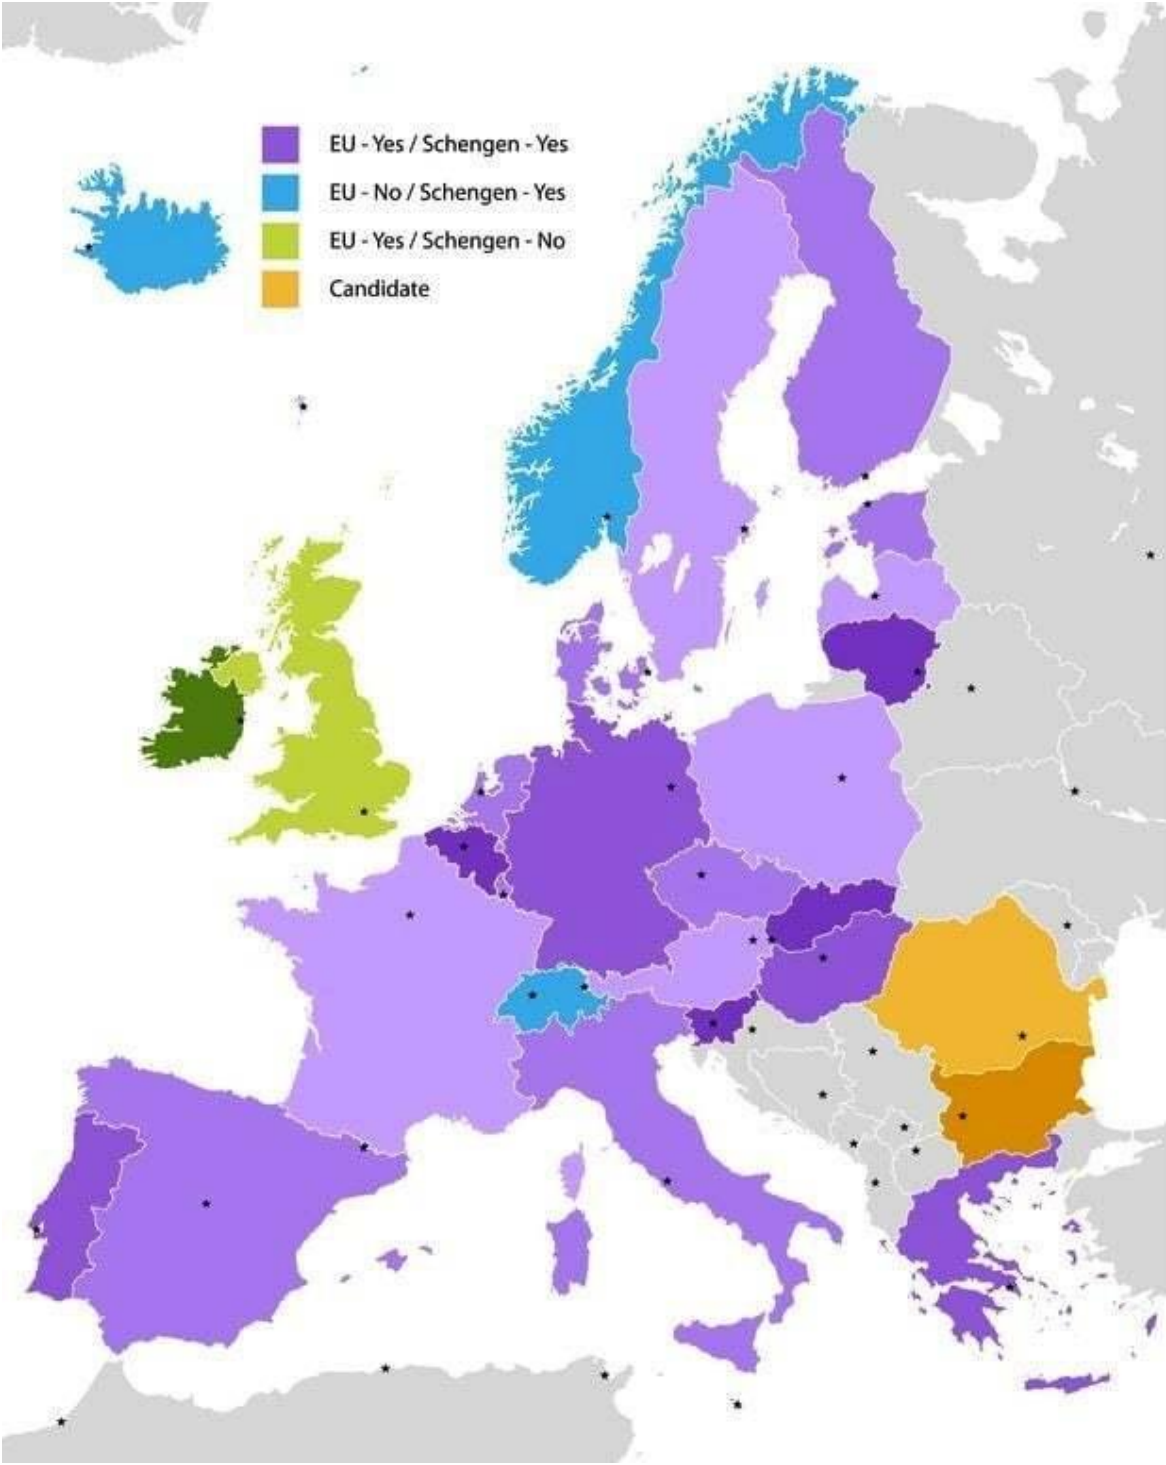 EU - Yes / Schengen - Yes
EU - No / Schengen - Yes
EU - Yes / Schengen - No
Candidate